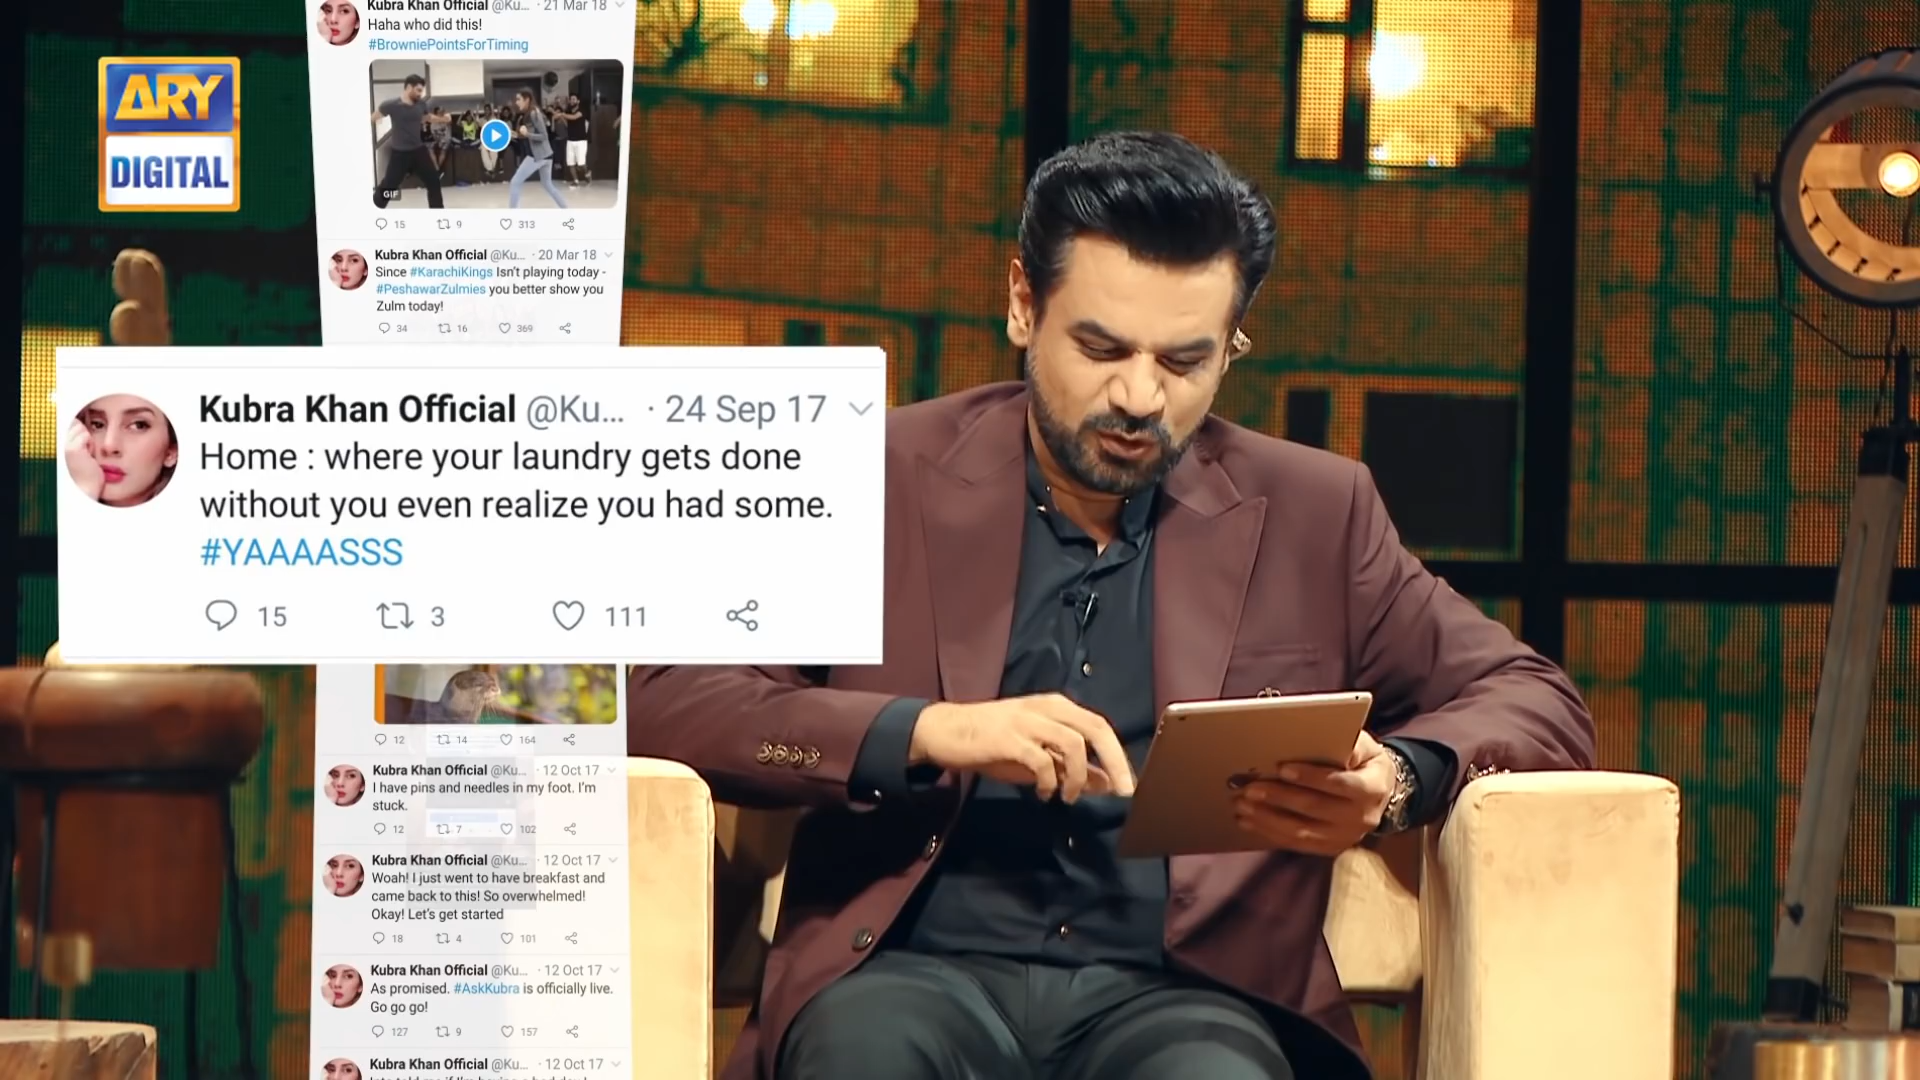 ARY
DIGITAL
Kubra Khan Official @Ku... · 21 Mar 18
Haha who did this!
#BrowniePointsForTiming
GIF
15 9 313
Kubra Khan Official @Ku... · 20 Mar 18
Since #KarachiKings Isn't playing today -
#PeshawarZulmies you better show you
Zulm today!
34 16 369
Kubra Khan Official @Ku... · 24 Sep 17
Home : where your laundry gets done
without you even realize you had some.
#YAAAASSS
15 3 111
12 14 164
Kubra Khan Official @Ku... · 12 Oct 17
I have pins and needles in my foot. I'm
stuck.
12 7 102
Kubra Khan Official @Ku... · 12 Oct 17
Woah! I just went to have breakfast and
came back to this! So overwhelmed!
Okay! Let's get started
18 4 101
Kubra Khan Official @Ku... · 12 Oct 17
As promised. #AskKubra is officially live.
Go go go!
127 9 157
Kubra Khan Official @Ku... · 12 Oct 17